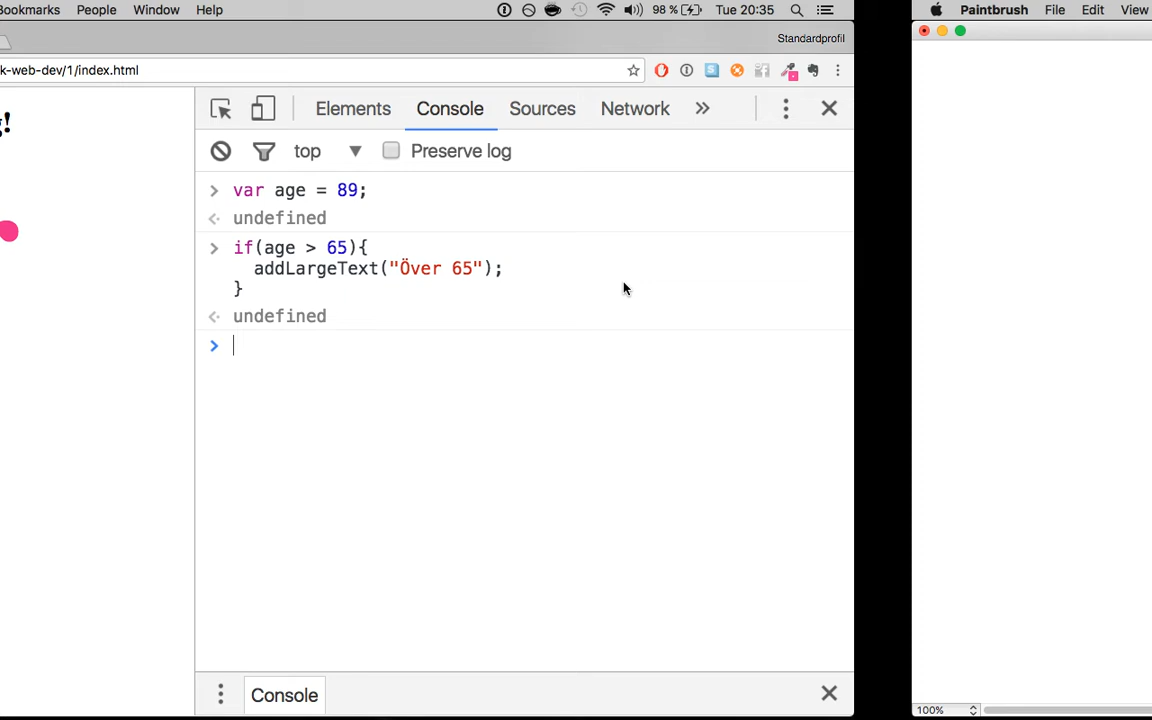 Bookmarks People Window Help 98 % Tue 20:35 Paintbrush File Edit View
Standardprofil
k-web-dev/1/index.html
g!
Elements Console Sources Network »
top Preserve log
> var age = 89;
undefined
> if(age > 65){
addLargeText("Över 65");
}
undefined
>
Console
100%